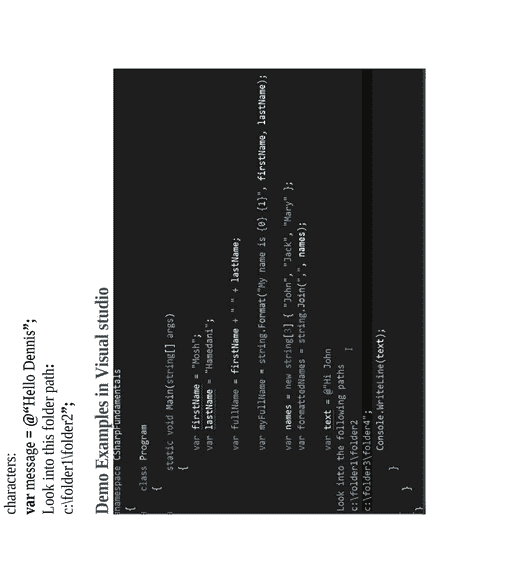 characters:
var message = @“Hello Dennis”;
Look into this folder path:
c:\folder1\folder2”;
Demo Examples in Visual studio
namespace CSharpFundamentals
{
class Program
{
static void Main(string[] args)
{
var firstName = "Mosh";
var lastName = "Hamedani";
var fullName = firstName + " " + lastName;
var myFullName = string.Format("My name is {0} {1}", firstName, lastName);
var names = new string[3] { "John", "Jack", "Mary" };
var formattedNames = string.Join(",", names);
var text = @"Hi John
Look into the following paths
c:\folder1\folder2
c:\folder3\folder4";
Console.WriteLine(text);
}
}
}